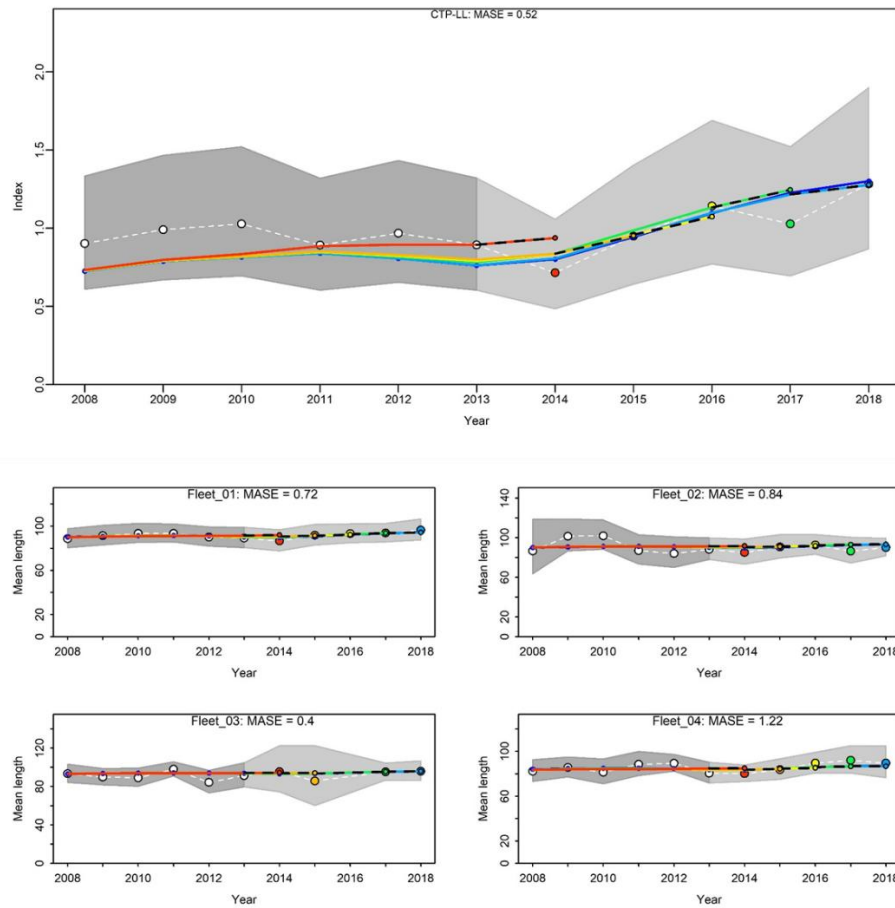 CTP-LL: MASE = 0.52
Index
0.0 0.5 1.0 1.5 2.0
2008 2009 2010 2011 2012 2013 2014 2015 2016 2017 2018
Year
Fleet_01: MASE = 0.72
Mean length
0 20 40 60 80 100
2008 2010 2012 2014 2016 2018
Year
Fleet_02: MASE = 0.84
Mean length
0 20 60 100 140
2008 2010 2012 2014 2016 2018
Year
Fleet_03: MASE = 0.4
Mean length
0 40 80 120
2008 2010 2012 2014 2016 2018
Year
Fleet_04: MASE = 1.22
Mean length
0 20 60 100
2008 2010 2012 2014 2016 2018
Year